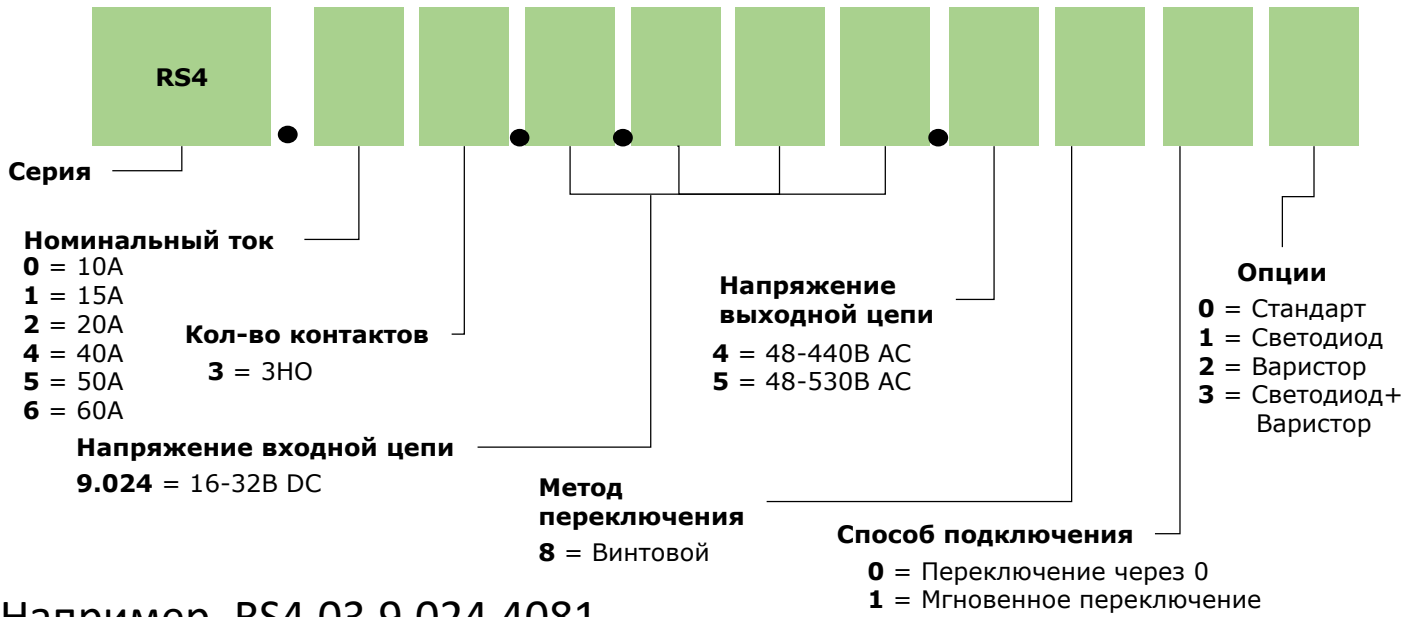 RS4
Серия
Номинальный ток
0 = 10А
1 = 15А
2 = 20А
4 = 40А
5 = 50А
6 = 60А
Кол-во контактов
3 = 3НО
Напряжение входной цепи
9.024 = 16-32В DC
Напряжение
выходной цепи
4 = 48-440В AC
5 = 48-530В AC
Метод
переключения
8 = Винтовой
Способ подключения
0 = Переключение через 0
1 = Мгновенное переключение
Опции
0 = Стандарт
1 = Светодиод
2 = Варистор
3 = Светодиод+
Варистор
Например, RS4.03.9.024.4081